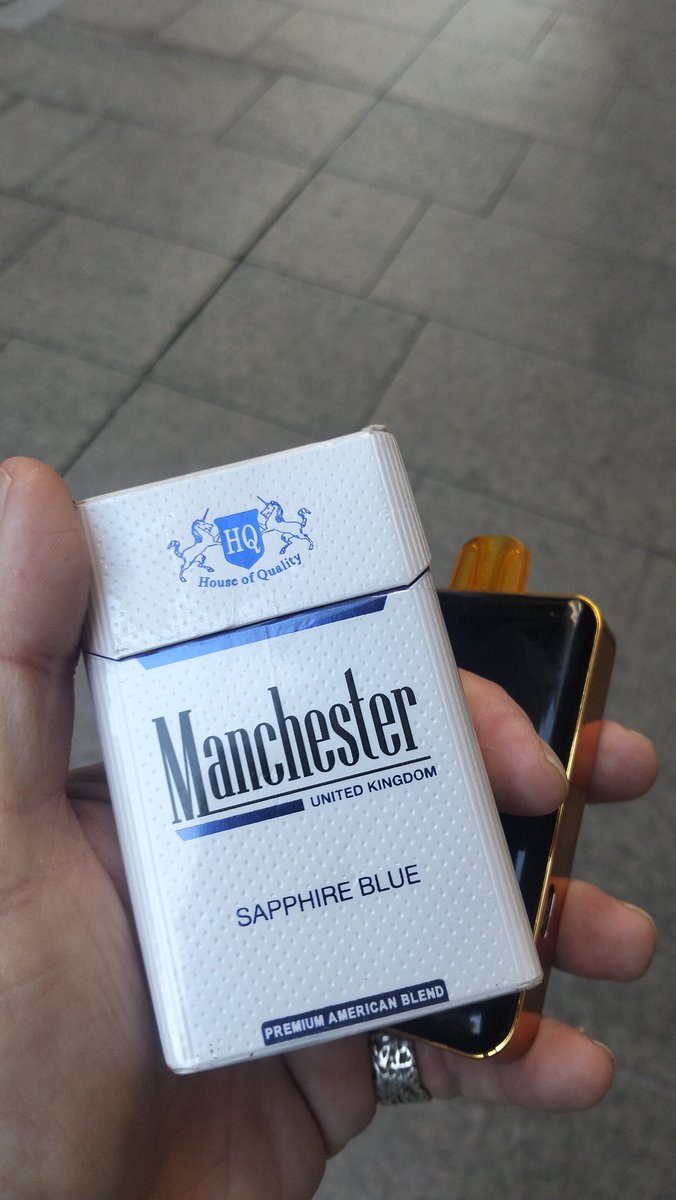 HQ
House of Quality
Manchester
UNITED KINGDOM
SAPPHIRE BLUE
PREMIUM AMERICAN BLEND